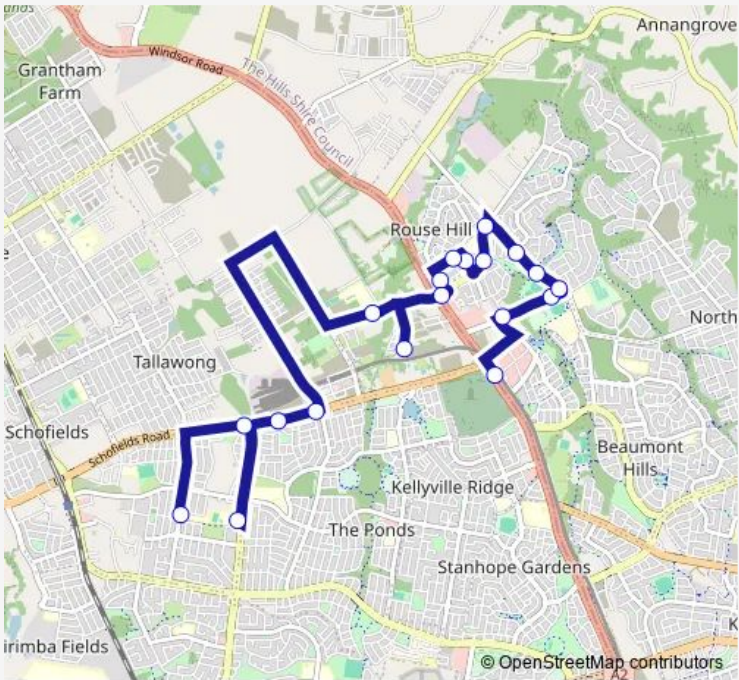 Annangrove
Windsor Road
Grantham
Farm
The Hills Shire Council
Rouse Hill
North
Tallawong
Schofields
Schofields Road
Beaumont
Hills
Kellyville Ridge
The Ponds
Stanhope Gardens
irimba Fields
K
© OpenStreetMap contributors
A2